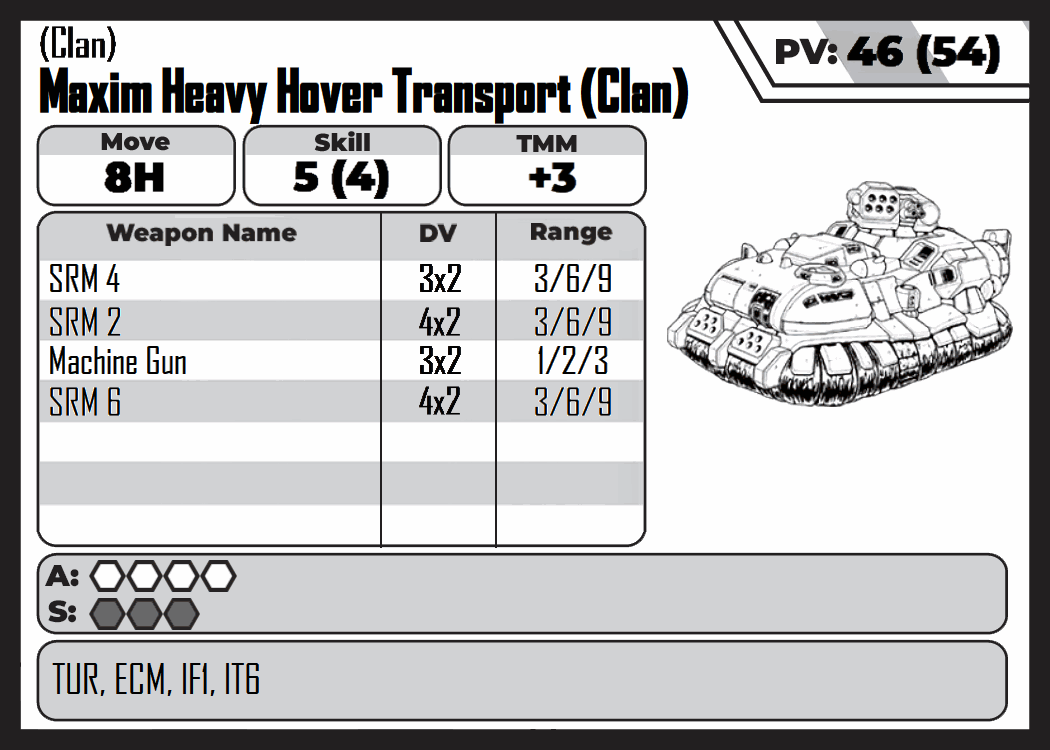 (Clan)
PV: 46 (54)
Maxim Heavy Hover Transport (Clan)
Move Skill TMM
8H 5 (4) +3
Weapon Name DV Range
SRM 4 3x2 3/6/9
SRM 2 4x2 3/6/9
Machine Gun 3x2 1/2/3
SRM 6 4x2 3/6/9
A:
S:
TUR, ECM, IF1, IT6